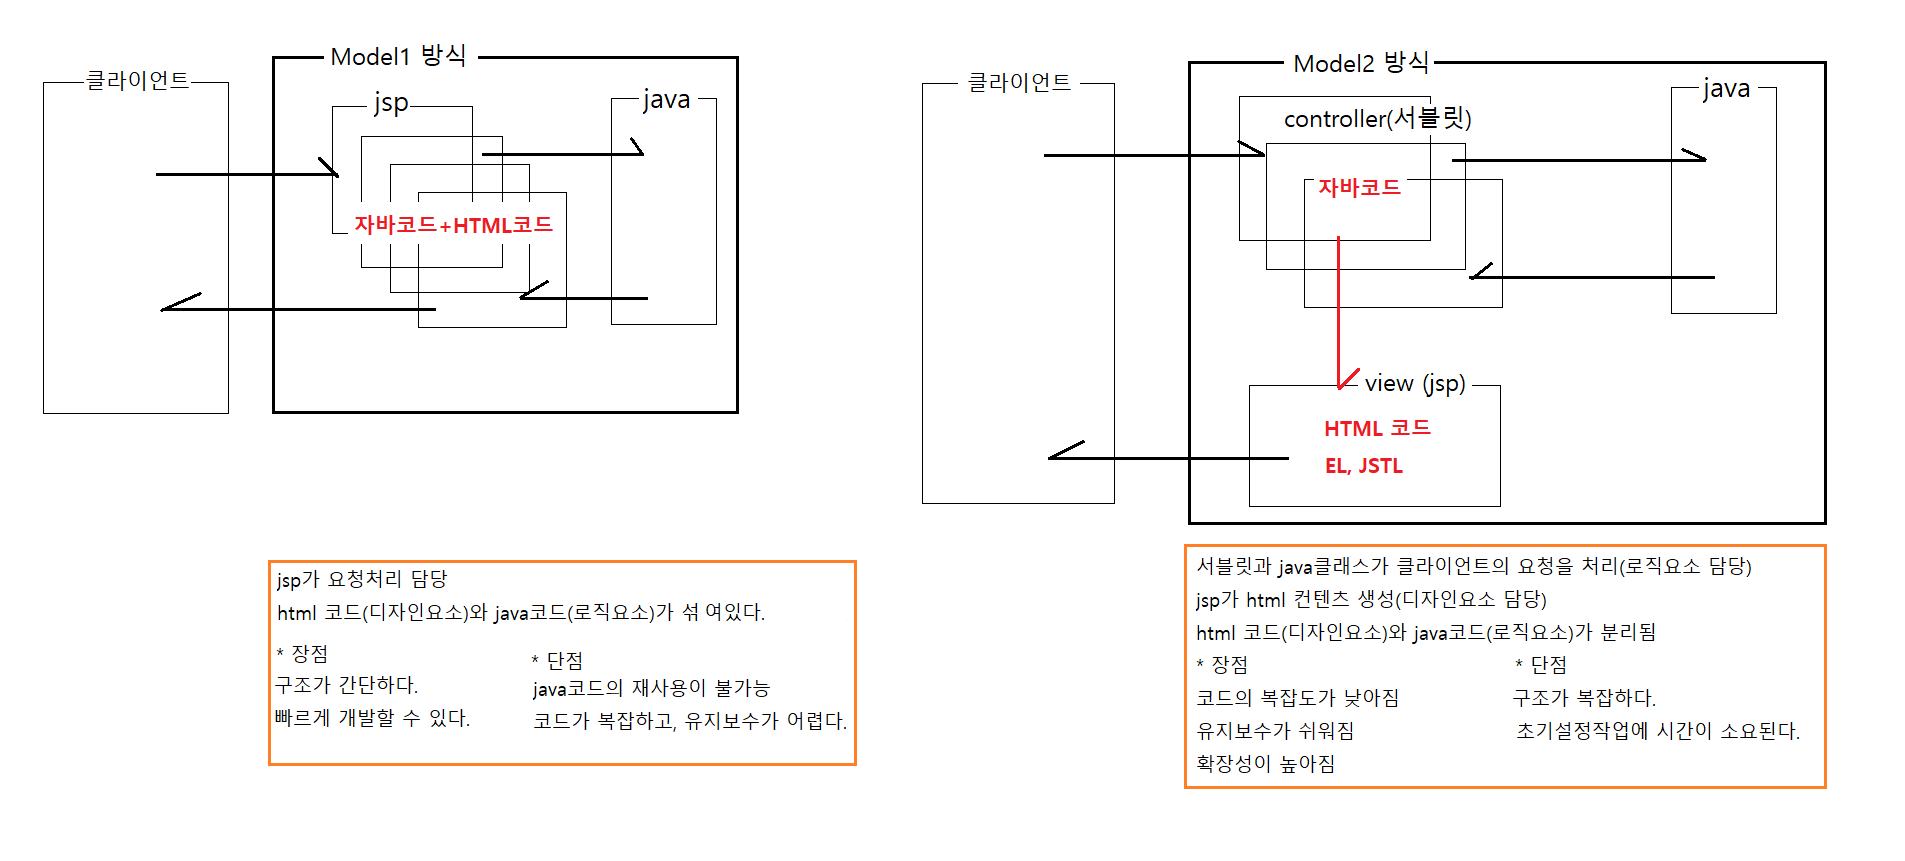 Model1 방식
클라이언트
jsp
java
자바코드+HTML코드
jsp가 요청처리 담당
html 코드(디자인요소)와 java코드(로직요소)가 섞 여있다.
* 장점
구조가 간단하다.
빠르게 개발할 수 있다.
* 단점
java코드의 재사용이 불가능
코드가 복잡하고, 유지보수가 어렵다.
Model2 방식
클라이언트
controller(서블릿)
java
자바코드
view (jsp)
HTML 코드
EL, JSTL
서블릿과 java클래스가 클라이언트의 요청을 처리(로직요소 담당)
jsp가 html 컨텐츠 생성(디자인요소 담당)
html 코드(디자인요소)와 java코드(로직요소)가 분리됨
* 장점
코드의 복잡도가 낮아짐
유지보수가 쉬워짐
확장성이 높아짐
* 단점
구조가 복잡하다.
초기설정작업에 시간이 소요된다.